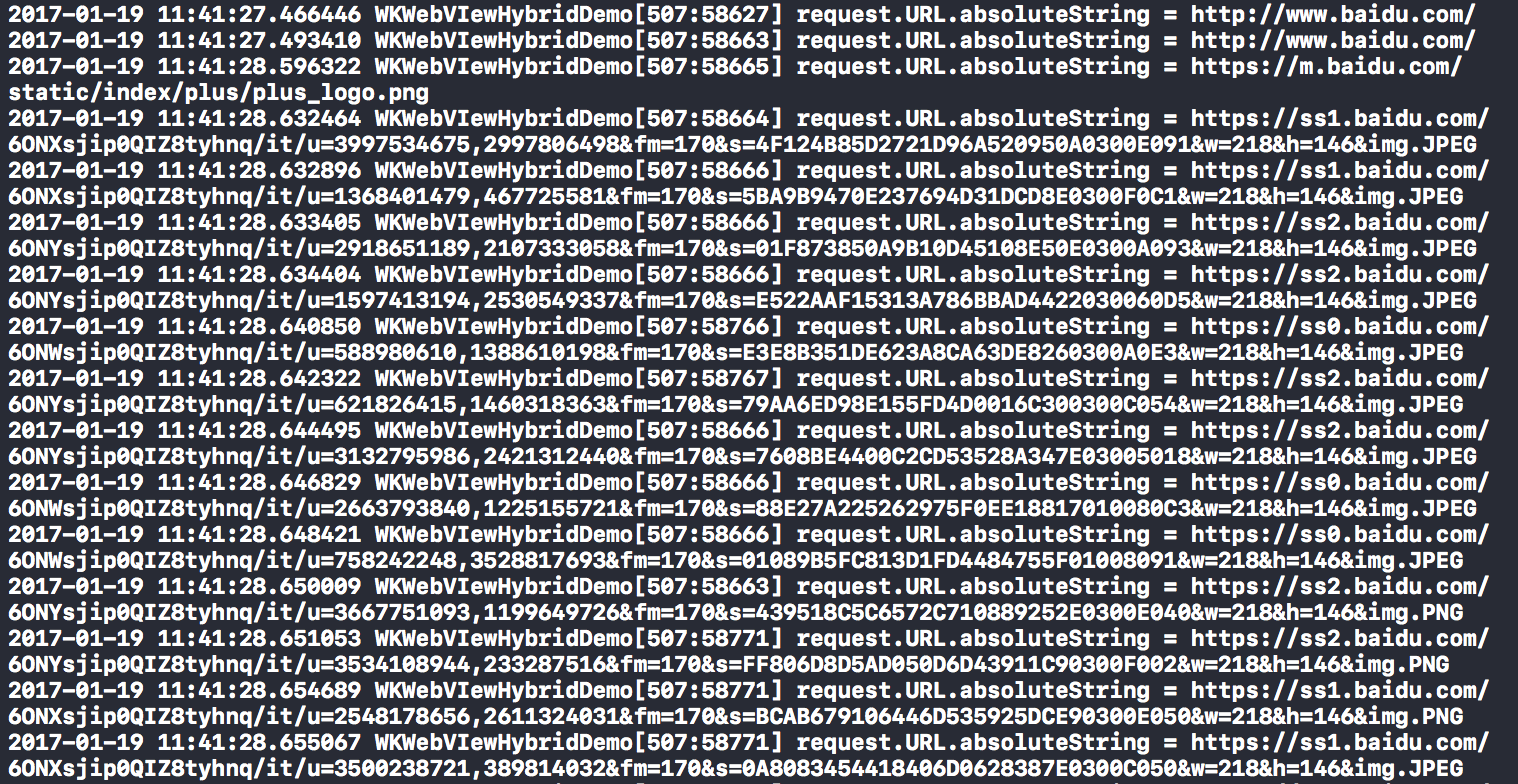 2017-01-19 11:41:27.466446 WKWebVIewHybridDemo[507:58627] request.URL.absoluteString = http://www.baidu.com/
2017-01-19 11:41:27.493410 WKWebVIewHybridDemo[507:58663] request.URL.absoluteString = http://www.baidu.com/
2017-01-19 11:41:28.596322 WKWebVIewHybridDemo[507:58665] request.URL.absoluteString = https://m.baidu.com/
static/index/plus/plus_logo.png
2017-01-19 11:41:28.632464 WKWebVIewHybridDemo[507:58664] request.URL.absoluteString = https://ss1.baidu.com/
6ONXsjip0QIZ8tyhnq/it/u=3997534675,2997806498&fm=170&s=4F124B85D2721D96A520950A0300E091&w=218&h=146&img.JPEG
2017-01-19 11:41:28.632896 WKWebVIewHybridDemo[507:58666] request.URL.absoluteString = https://ss1.baidu.com/
6ONXsjip0QIZ8tyhnq/it/u=1368401479,467725581&fm=170&s=5BA9B9470E237694D31DCD8E0300F0C1&w=218&h=146&img.JPEG
2017-01-19 11:41:28.633405 WKWebVIewHybridDemo[507:58666] request.URL.absoluteString = https://ss2.baidu.com/
6ONYsjip0QIZ8tyhnq/it/u=2918651189,2107333058&fm=170&s=01F873850A9B10D45108E50E0300A093&w=218&h=146&img.JPEG
2017-01-19 11:41:28.634404 WKWebVIewHybridDemo[507:58666] request.URL.absoluteString = https://ss2.baidu.com/
6ONYsjip0QIZ8tyhnq/it/u=1597413194,2530549337&fm=170&s=E522AAF15313A786BBAD4422030060D5&w=218&h=146&img.JPEG
2017-01-19 11:41:28.640850 WKWebVIewHybridDemo[507:58766] request.URL.absoluteString = https://ss0.baidu.com/
6ONWsjip0QIZ8tyhnq/it/u=588980610,1388610198&fm=170&s=E3E8B351DE623A8CA63DE8260300A0E3&w=218&h=146&img.JPEG
2017-01-19 11:41:28.642322 WKWebVIewHybridDemo[507:58767] request.URL.absoluteString = https://ss2.baidu.com/
6ONYsjip0QIZ8tyhnq/it/u=621826415,1460318363&fm=170&s=79AA6ED98E155FD4D0016C300300C054&w=218&h=146&img.JPEG
2017-01-19 11:41:28.644495 WKWebVIewHybridDemo[507:58666] request.URL.absoluteString = https://ss2.baidu.com/
6ONYsjip0QIZ8tyhnq/it/u=3132795986,2421312440&fm=170&s=7608BE4400C2CD53528A347E03005018&w=218&h=146&img.JPEG
2017-01-19 11:41:28.646829 WKWebVIewHybridDemo[507:58666] request.URL.absoluteString = https://ss0.baidu.com/
6ONWsjip0QIZ8tyhnq/it/u=2663793840,1225155721&fm=170&s=88E27A225262975F0EE18817010080C3&w=218&h=146&img.JPEG
2017-01-19 11:41:28.648421 WKWebVIewHybridDemo[507:58666] request.URL.absoluteString = https://ss0.baidu.com/
6ONWsjip0QIZ8tyhnq/it/u=758242248,3528817693&fm=170&s=01089B5FC813D1FD4484755F01008091&w=218&h=146&img.JPEG
2017-01-19 11:41:28.650009 WKWebVIewHybridDemo[507:58663] request.URL.absoluteString = https://ss2.baidu.com/
6ONYsjip0QIZ8tyhnq/it/u=3667751093,1199649726&fm=170&s=439518C5C6572C710889252E0300E040&w=218&h=146&img.PNG
2017-01-19 11:41:28.651053 WKWebVIewHybridDemo[507:58771] request.URL.absoluteString = https://ss2.baidu.com/
6ONYsjip0QIZ8tyhnq/it/u=3534108944,233287516&fm=170&s=FF806D8D5AD050D6D43911C90300F002&w=218&h=146&img.PNG
2017-01-19 11:41:28.654689 WKWebVIewHybridDemo[507:58771] request.URL.absoluteString = https://ss1.baidu.com/
6ONXsjip0QIZ8tyhnq/it/u=2548178656,2611324031&fm=170&s=BCAB679106446D535925DCE90300E050&w=218&h=146&img.PNG
2017-01-19 11:41:28.655067 WKWebVIewHybridDemo[507:58771] request.URL.absoluteString = https://ss1.baidu.com/
6ONXsjip0QIZ8tyhnq/it/u=3500238721,389814032&fm=170&s=0A8083454418406D0628387E0300C050&w=218&h=146&img.JPEG